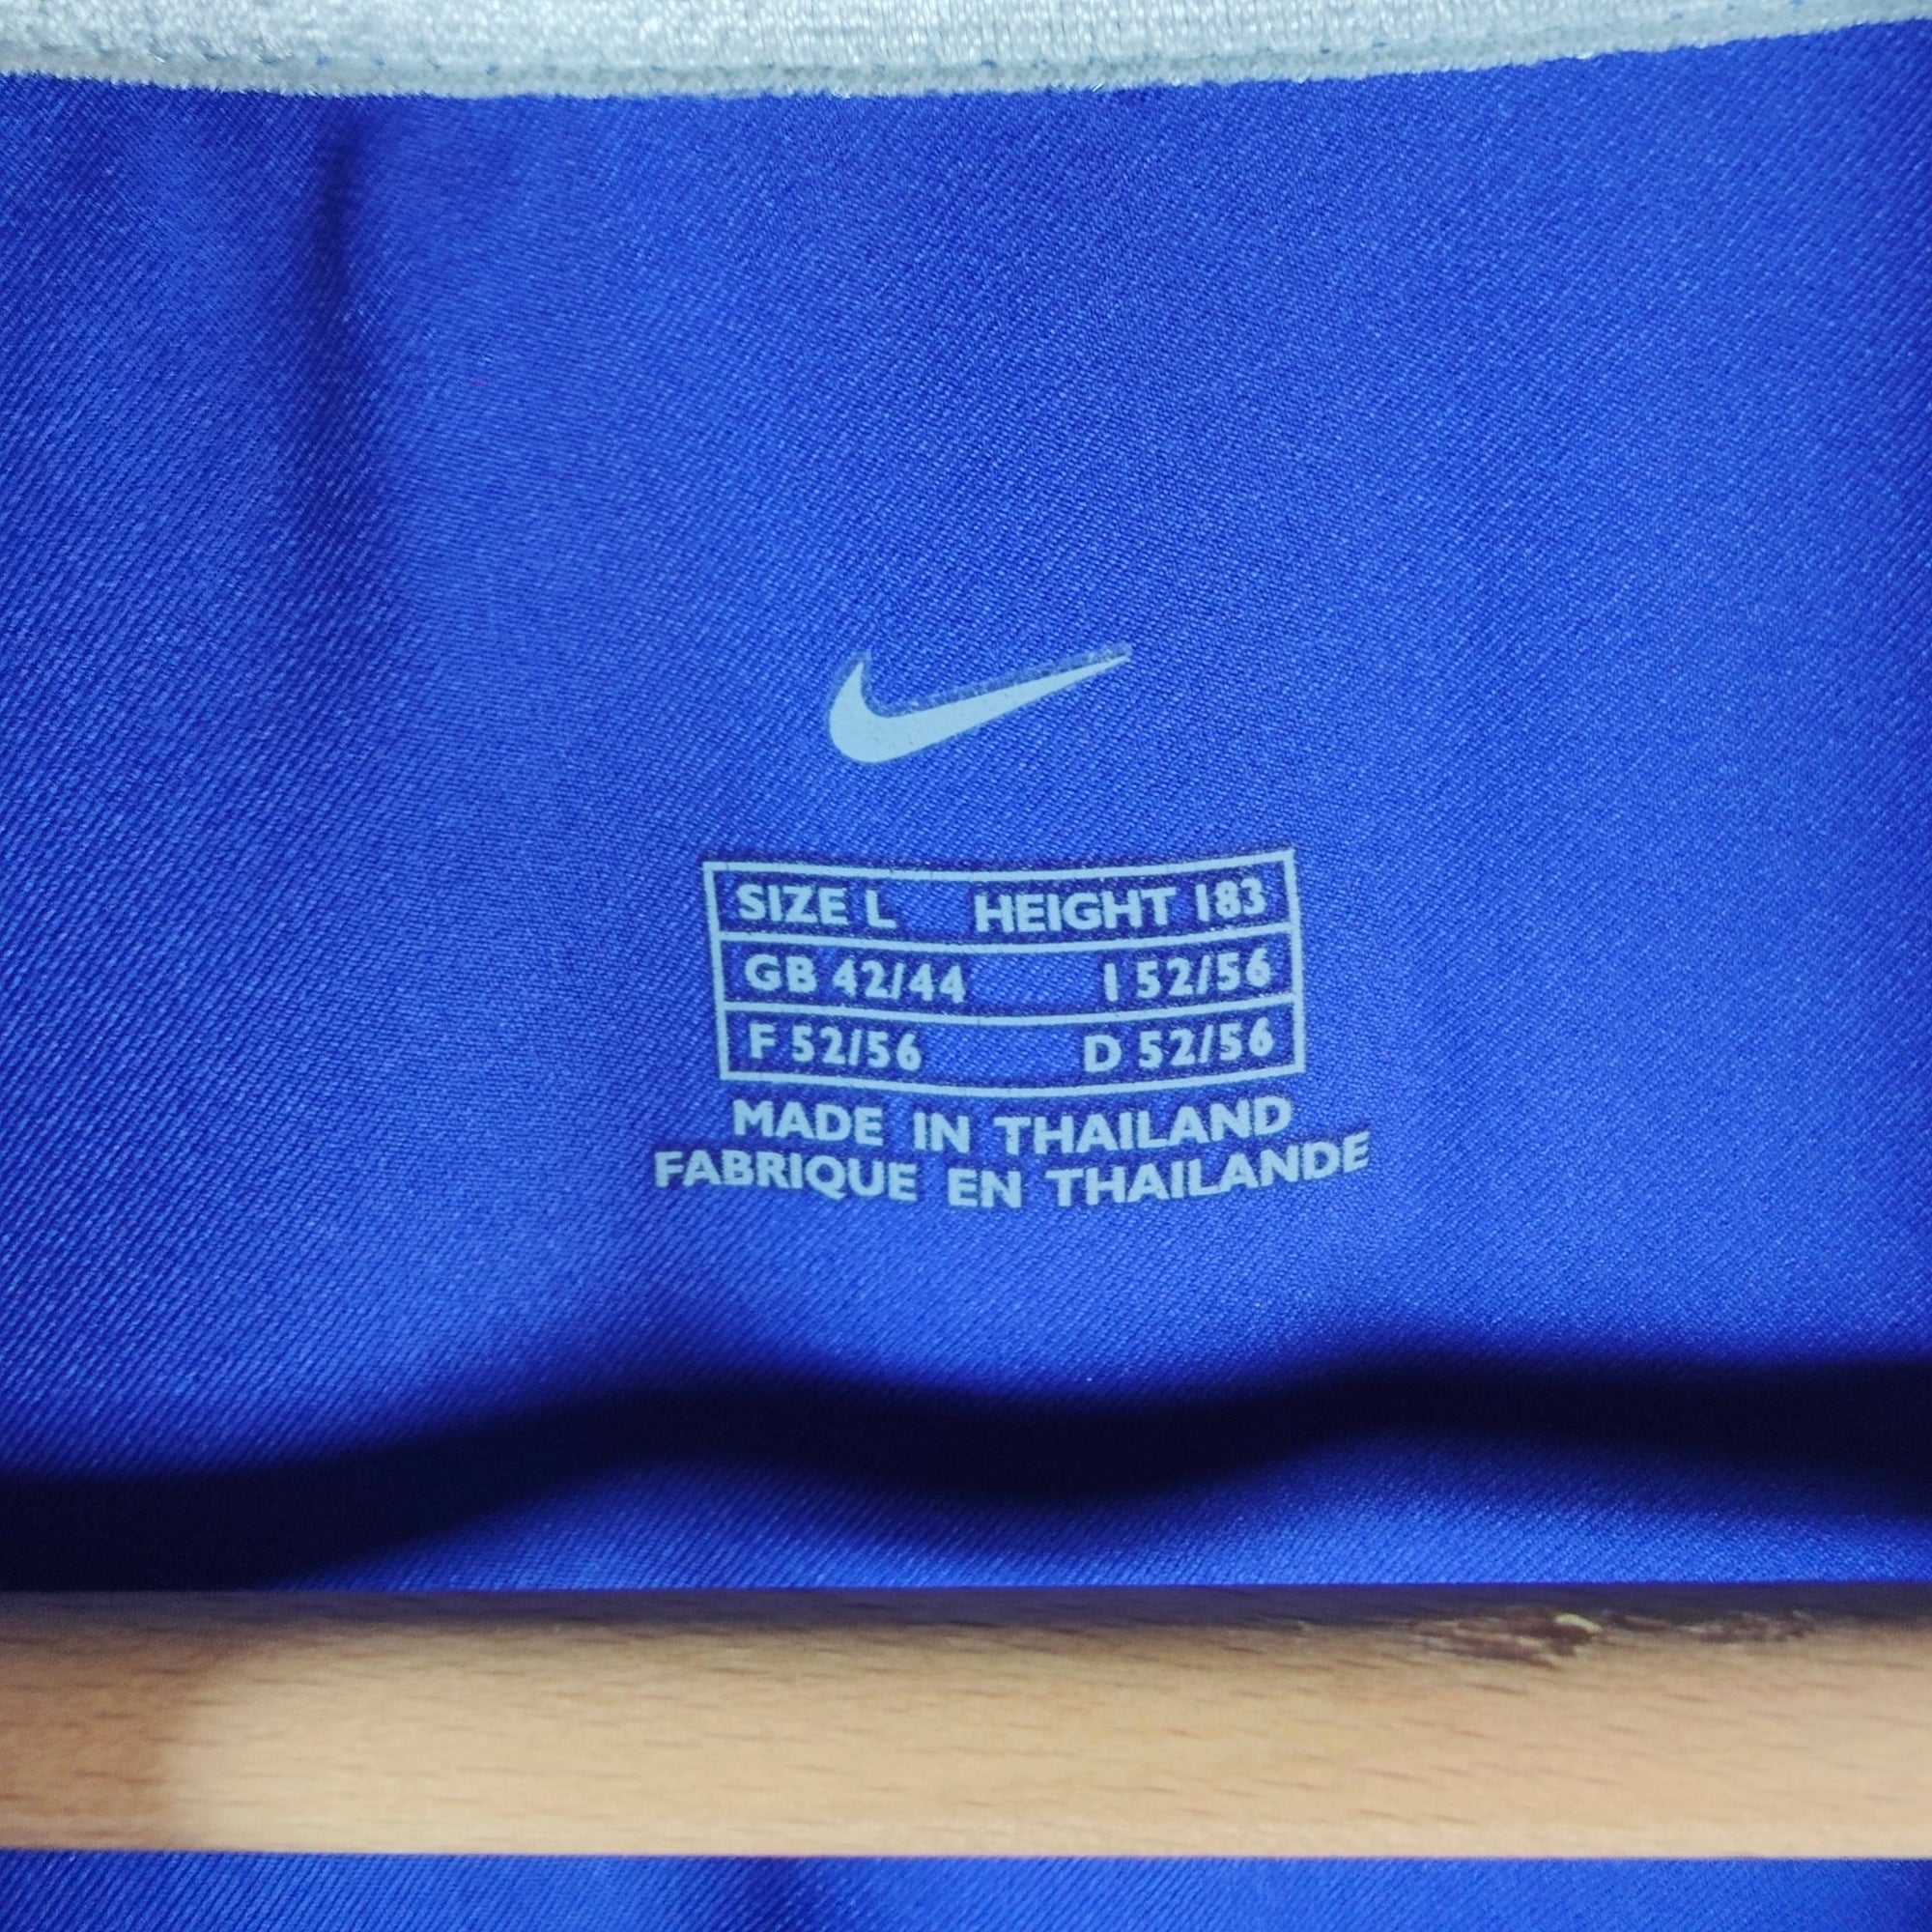 SIZE L HEIGHT 183
GB 42/44 I 52/56
F 52/56 D 52/56
MADE IN THAILAND
FABRIQUE EN THAILANDE